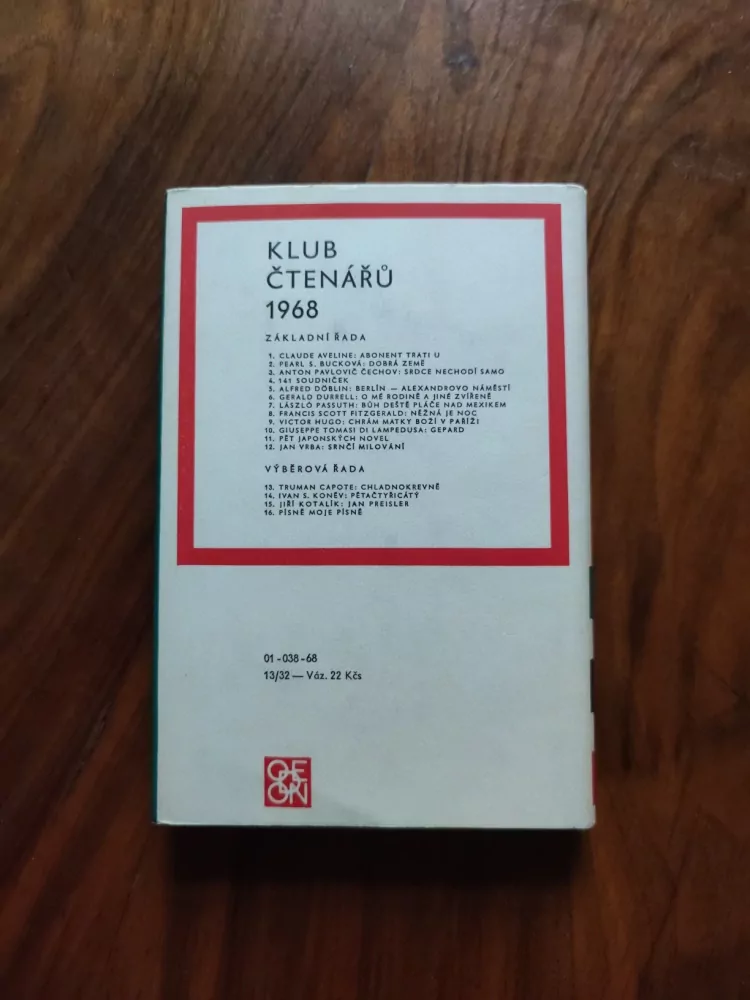 KLUB
ČTENÁŘŮ
1968
ZÁKLADNÍ ŘADA
1. CLAUDE AVELINE: ABONENT TRATI U
2. PEARL S. BUCKOVÁ: DOBRÁ ZEMĚ
3. ANTON PAVLOVIČ ČECHOV: SRDCE NECHODÍ SAMO
4. 141 SOUDNIČEK
5. ALFRED DÖBLIN: BERLÍN — ALEXANDROVO NÁMĚSTÍ
6. GERALD DURRELL: O MÉ RODINĚ A JINÉ ZVÍŘENĚ
7. LÁSZLÓ PASSUTH: BŮH DEŠTĚ PLÁČE NAD MEXIKEM
8. FRANCIS SCOTT FITZGERALD: NĚŽNÁ JE NOC
9. VICTOR HUGO: CHRÁM MATKY BOŽÍ V PAŘÍŽI
10. GIUSEPPE TOMASI DI LAMPEDUSA: GEPARD
11. PĚT JAPONSKÝCH NOVEL
12. JAN VRBA: SRNČÍ MILOVÁNÍ
VÝBĚROVÁ ŘADA
13. TRUMAN CAPOTE: CHLADNOKREVNĚ
14. IVAN S. KONĚV: PĚTAČTYŘICÁTÝ
15. JIŘÍ KOTALÍK: JAN PREISLER
16. PÍSNĚ MOJE PÍSNĚ
01-038-68
13/32 — Váz. 22 Kčs
ODEON